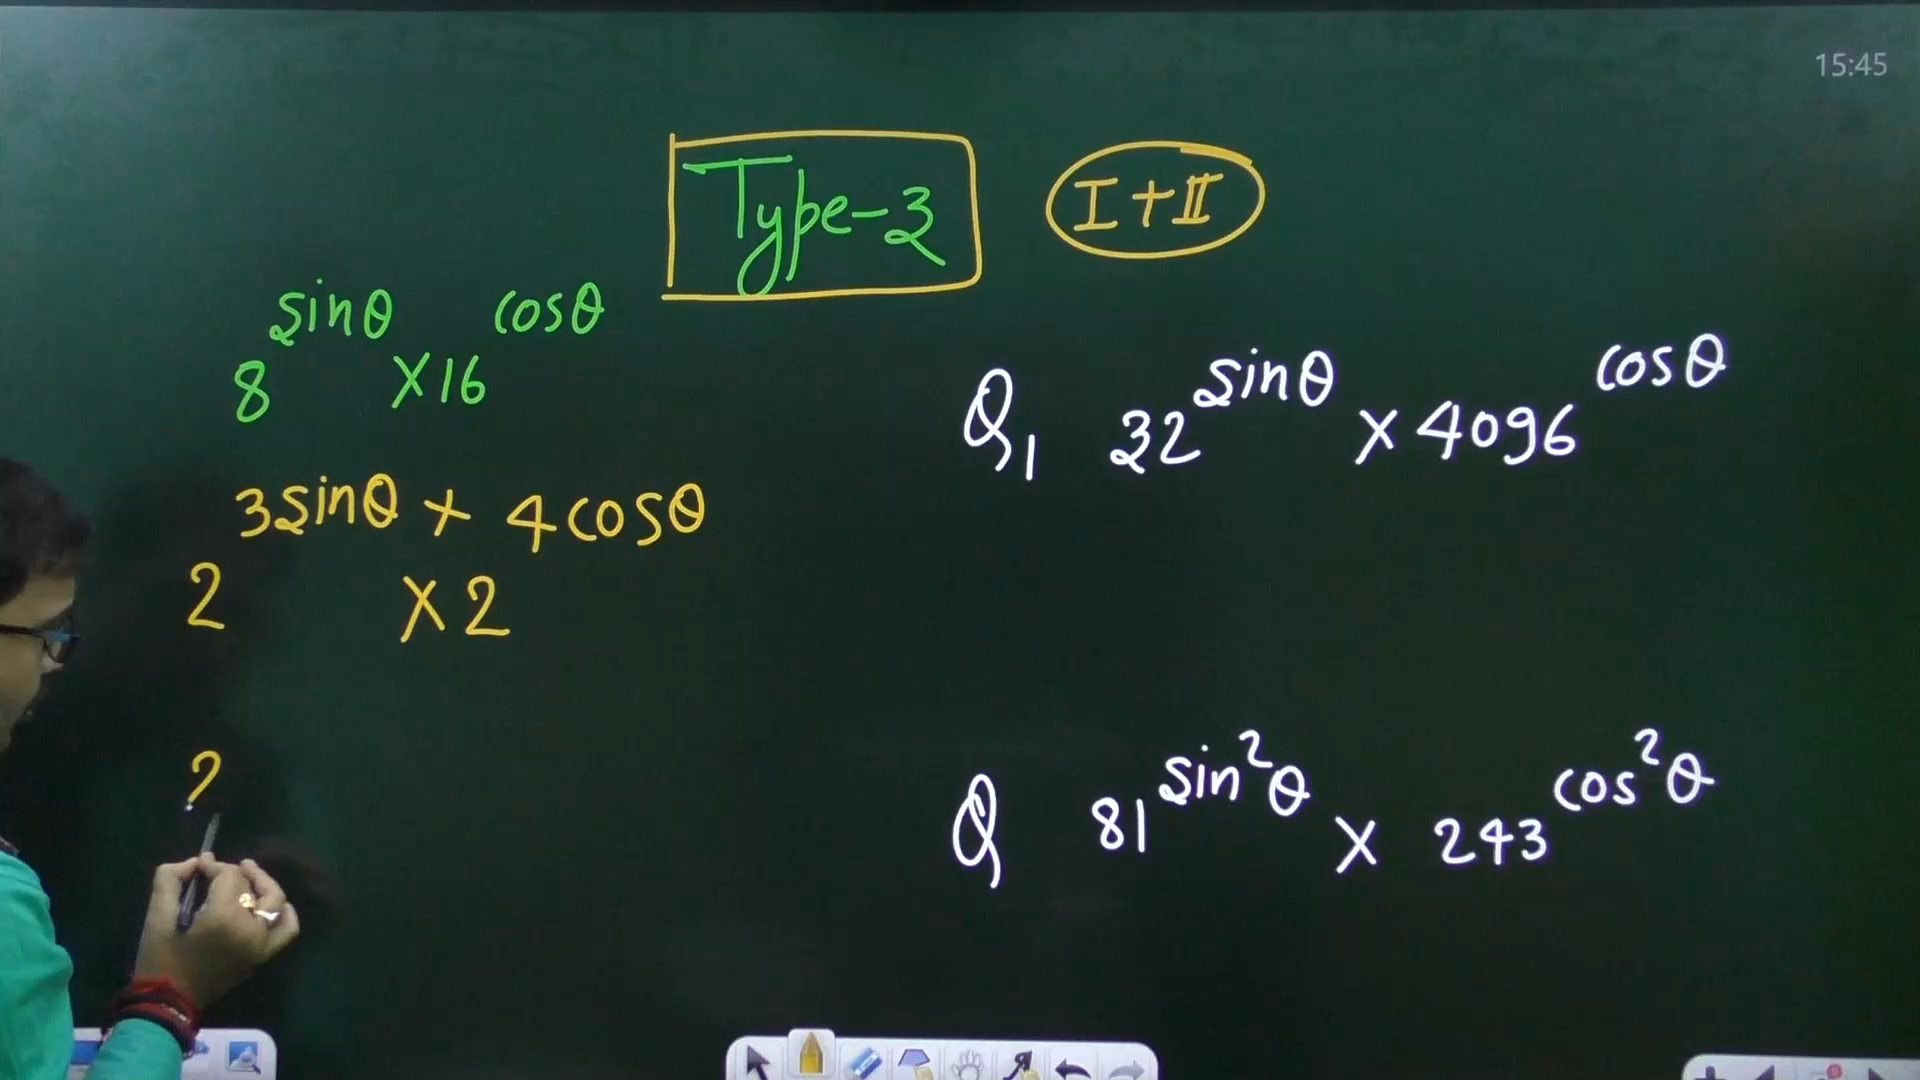 15:45
Type-3 I+II
8^sinθ ×16^cosθ
2^3sinθ + ×2^4cosθ
2
Q1 32^sinθ × 4096^cosθ
Q 81^sin²θ × 243^cos²θ